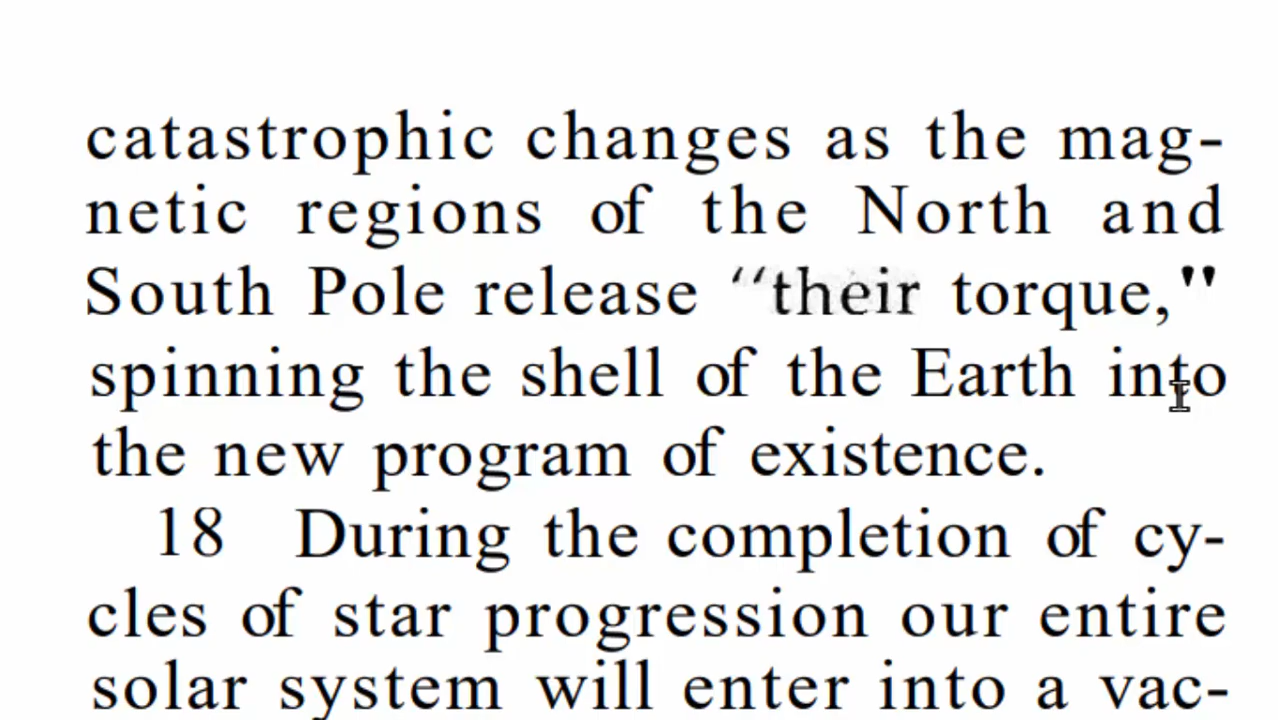 catastrophic changes as the mag-
netic regions of the North and
South Pole release "their torque,"
spinning the shell of the Earth into
the new program of existence.
18 During the completion of cy-
cles of star progression our entire
solar system will enter into a vac-